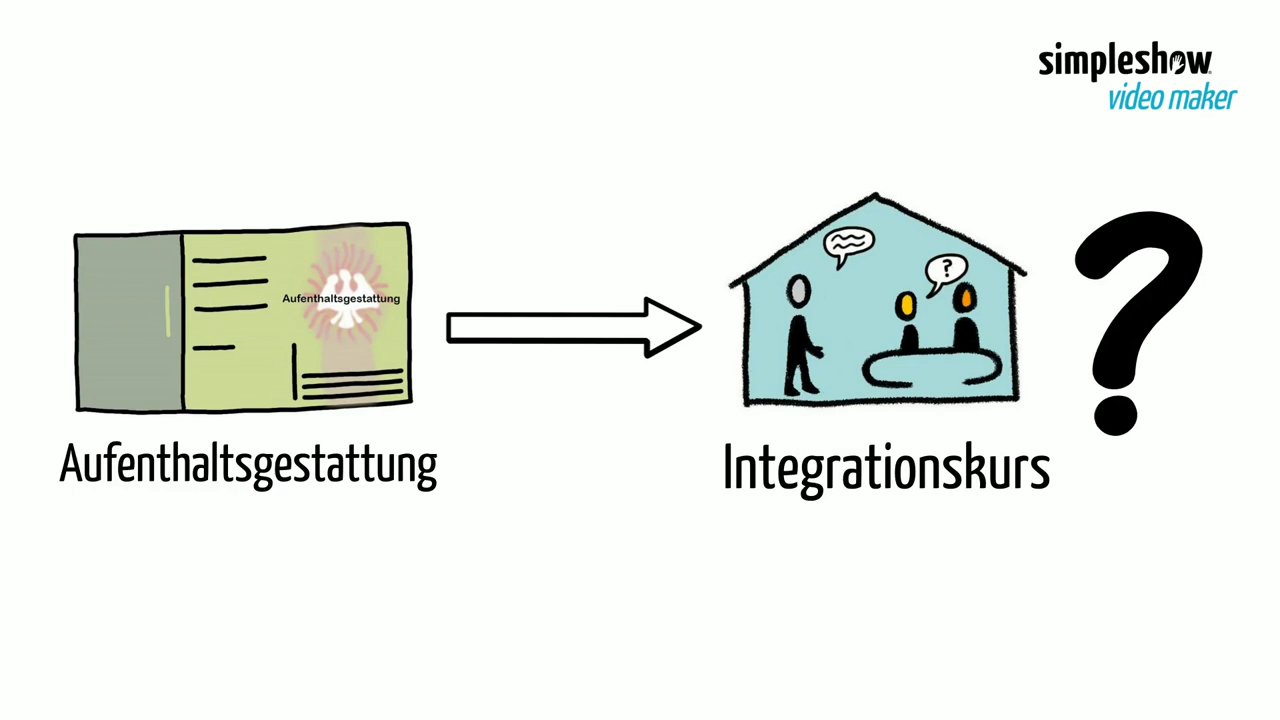 simpleshow
video maker
Aufenthaltsgestattung
?
?
Aufenthaltsgestattung
Integrationskurs